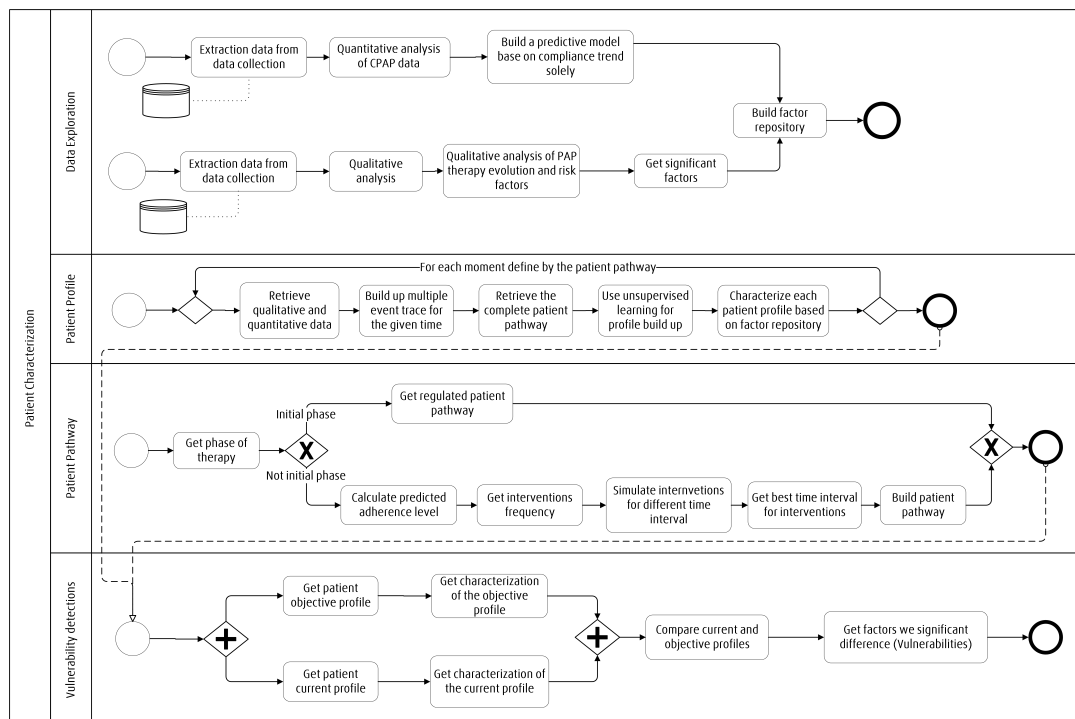 Patient Characterization
Data Exploration
Extraction data from
data collection
Quantitative analysis
of CPAP data
Build a predictive model
base on compliance trend
solely
Build factor
repository
Extraction data from
data collection
Qualitative
analysis
Qualitative analysis of PAP
therapy evolution and risk
factors
Get significant
factors
Patient Profile
For each moment define by the patient pathway
Retrieve
qualitative and
quantitative data
Build up multiple
event trace for
the given time
Retrieve the
complete patient
pathway
Use unsupervised
learning for
profile build up
Characterize each
patient profile based
on factor repository
Patient Pathway
Get phase of
therapy
Initial phase
Get regulated patient
pathway
X
X
Not initial phase
Calculate predicted
adherence level
Get interventions
frequency
Simulate internvetions
for different time
interval
Get best time interval
for interventions
Build patient
pathway
Vulnerability detections
Get patient
objective profile
Get characterization
of the objective
profile
Get patient
current profile
Get characterization of
the current profile
Compare current and
objective profiles
Get factors we significant
difference (Vulnerabilities)